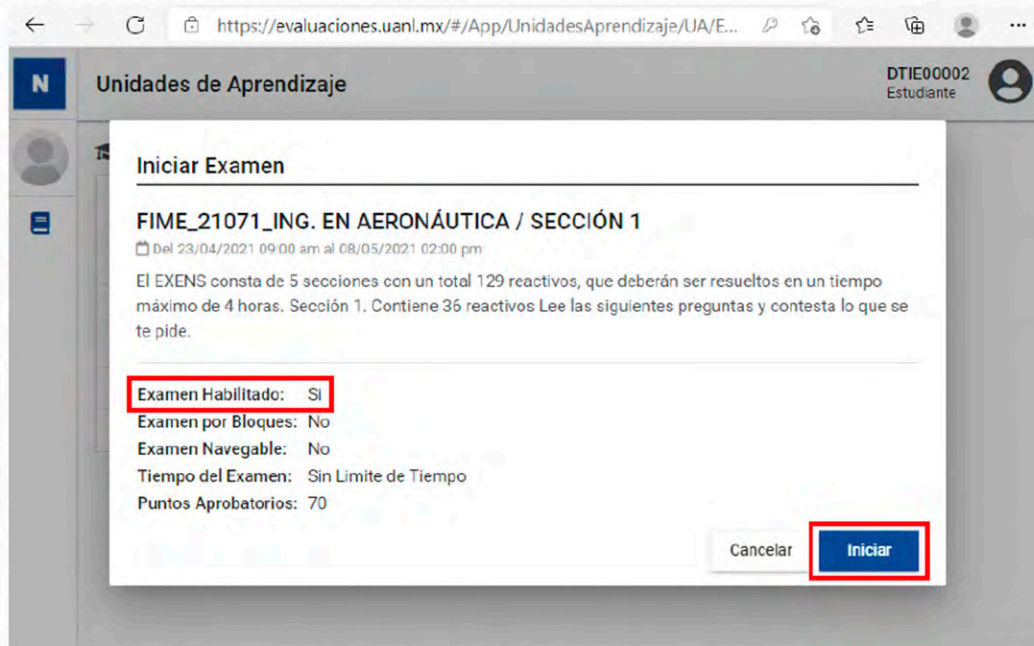 https://evaluaciones.uanl.mx/#/App/UnidadesAprendizaje/UA/E...
N
Unidades de Aprendizaje
DTIE00002
Estudiante
Iniciar Examen
FIME_21071_ING. EN AERONÁUTICA / SECCIÓN 1
Del 23/04/2021 09:00 am al 08/05/2021 02:00 pm
El EXENS consta de 5 secciones con un total 129 reactivos, que deberán ser resueltos en un tiempo
máximo de 4 horas. Sección 1. Contiene 36 reactivos Lee las siguientes preguntas y contesta lo que se
te pide.
Examen Habilitado: Si
Examen por Bloques: No
Examen Navegable: No
Tiempo del Examen: Sin Limite de Tiempo
Puntos Aprobatorios: 70
Cancelar Iniciar